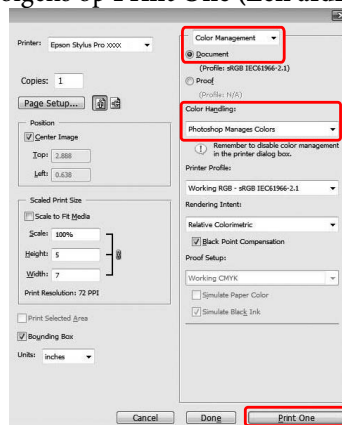 Printer: Epson Stylus Pro XXXX
Copies: 1
Page Setup...
Position
Center Image
Top: 2.888
Left: 0.638
Scaled Print Size
Scale to Fit Media
Scale: 100%
Height: 5
Width: 7
Print Resolution: 72 PPI
Print Selected Area
Bounding Box
Units: inches
Color Management
Document
(Profile: sRGB IEC61966-2.1)
Proof
(Profile: N/A)
Color Handling:
Photoshop Manages Colors
Remember to disable color management
in the printer dialog box.
Printer Profile:
Working RGB - sRGB IEC61966-2.1
Rendering Intent:
Relative Colorimetric
Black Point Compensation
Proof Setup:
Working CMYK
Simulate Paper Color
Simulate Black Ink
Cancel
Done
Print One